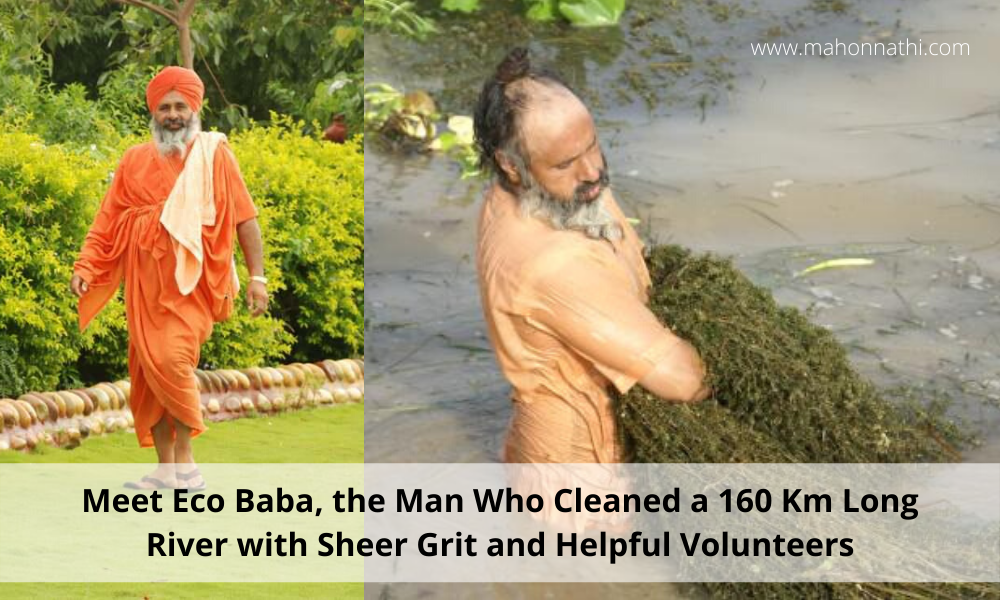 www.mahonnathi.com
Meet Eco Baba, the Man Who Cleaned a 160 Km Long
River with Sheer Grit and Helpful Volunteers